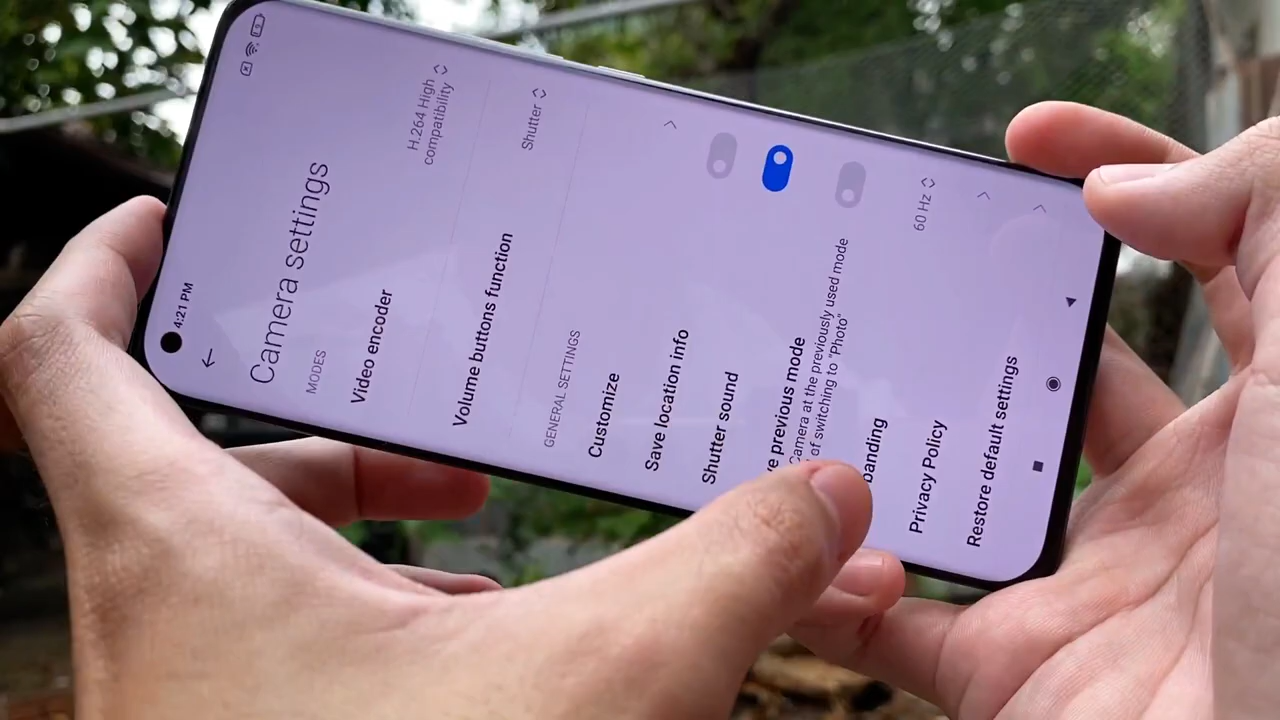 4:21 PM
Camera settings
MODES
Video encoder
H.264 High
compatibility
Volume buttons function
Shutter
GENERAL SETTINGS
Customize
Save location info
Shutter sound
previous mode
Camera at the previously used mode
of switching to "Photo"
60 Hz
Privacy Policy
Restore default settings